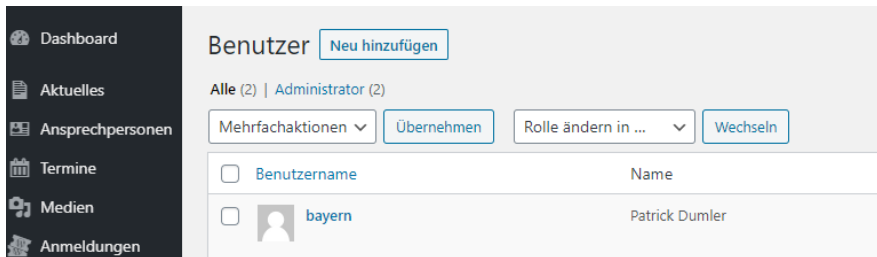 Dashboard
Aktuelles
Ansprechpersonen
Termine
Medien
Anmeldungen
Benutzer Neu hinzufügen
Alle (2) | Administrator (2)
Mehrfachaktionen Übernehmen Rolle ändern in ... Wechseln
Benutzername Name
bayern Patrick Dumler